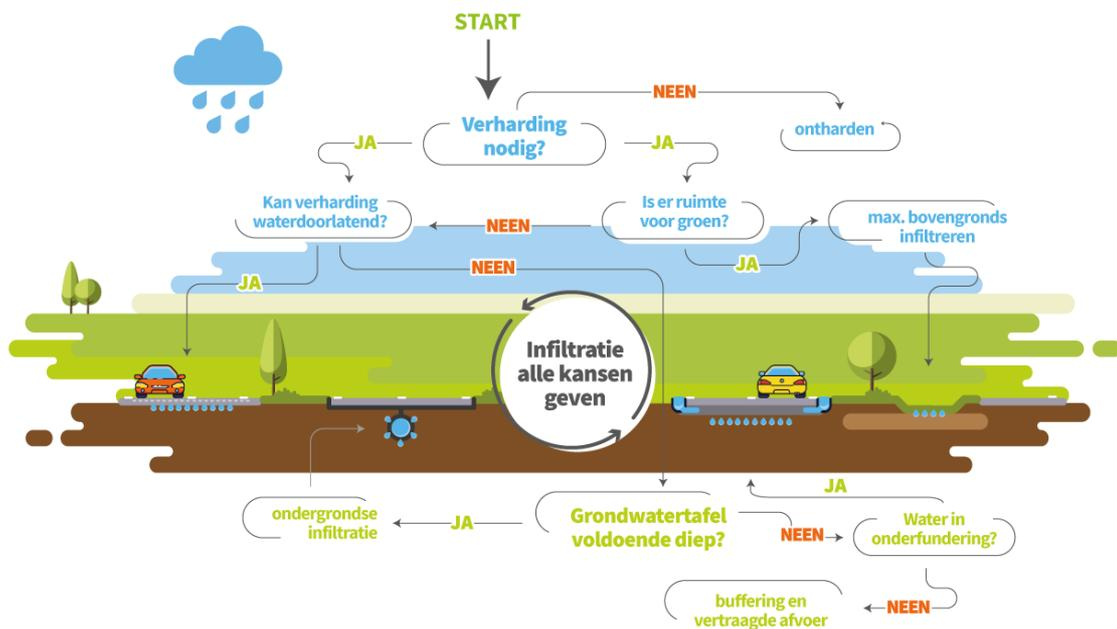 START
NEEN
Verharding
nodig?
ontharden
JA
JA
Kan verharding
waterdoorlatend?
NEEN
Is er ruimte
voor groen?
max. bovengronds
infiltreren
JA
NEEN
JA
Infiltratie
alle kansen
geven
JA
ondergrondse
infiltratie
JA
Grondwatertafel
voldoende diep?
NEEN
Water in
onderfundering?
buffering en
vertraagde afvoer
NEEN